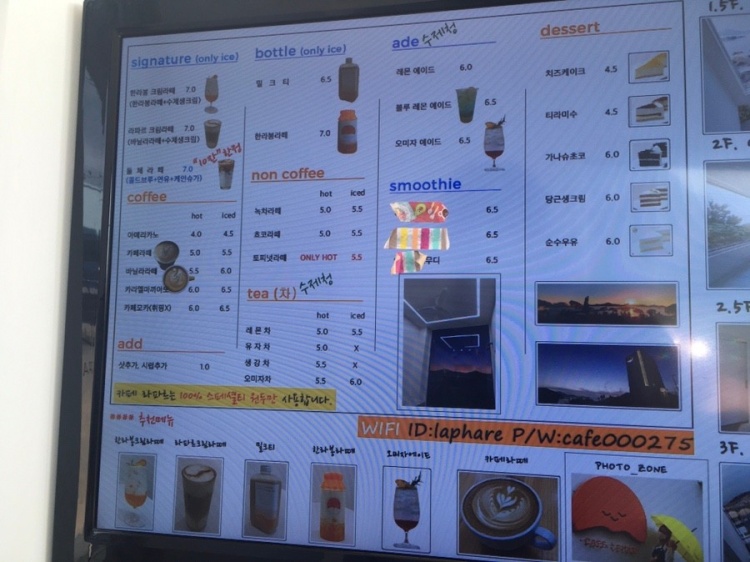 signature (only ice)
한라봉 크림라떼 7.0
(한라봉라떼+수제생크림)
라파르 크림라떼 7.0
(바닐라라떼+수제생크림)
"10잔" 한정
돌체라떼 7.0
(콜드브루+연유+케인슈가)
coffee
hot iced
아메리카노 4.0 4.5
카페라떼 5.0 5.5
바닐라라떼 5.5 6.0
카라멜마끼아또 6.0 6.5
카페모카(휘핑X) 6.0 6.5
add
샷추가, 시럽추가 1.0
카페 라파르는 100% 스페셜티 원두만 사용합니다.
bottle (only ice)
밀크티 6.5
한라봉라떼 7.0
non coffee
hot iced
녹차라떼 5.0 5.5
초코라떼 5.0 5.5
토피넛라떼 ONLY HOT 5.5
tea (차) 수제청
hot iced
레몬차 5.0 5.5
유자차 5.0 X
생강차 5.5 X
오미자차 5.5 6.0
ade 수제청
레몬 에이드 6.0
블루 레몬 에이드 6.5
오미자 에이드 6.5
smoothie
6.5
6.5
무디 6.5
dessert
치즈케이크 4.5
티라미수 4.5
가나슈초코 6.0
당근생크림 6.0
순수우유 6.0
1.5F
2F.
2.5F
3F.
WIFI ID:laphare P/W:cafe000275
추천메뉴
한라봉크림라떼
라파르크림라떼
밀크티
한라봉라떼
오미자에이드
카페라떼
PHOTO_ZONE